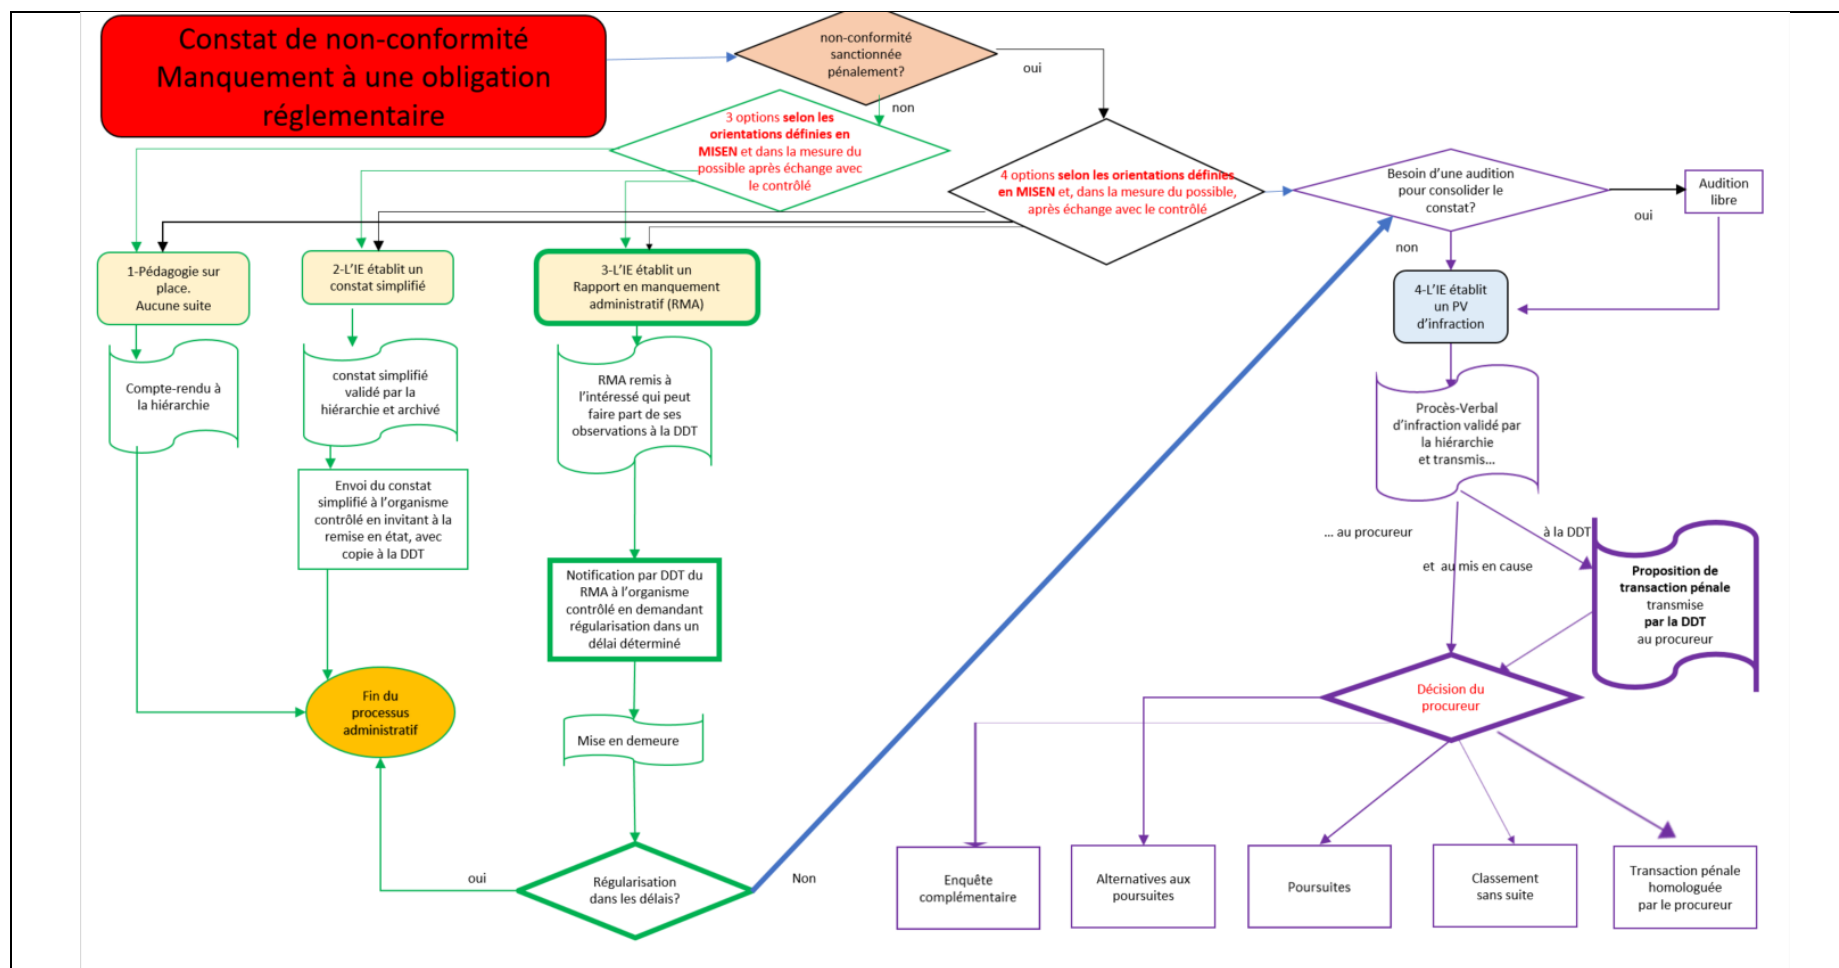 Constat de non-conformité
Manquement à une obligation
réglementaire
non-conformité
sanctionnée
pénalement?
oui
non
3 options selon les
orientations définies en
MISEN et dans la mesure du
possible après échange avec
le contrôlé
4 options selon les orientations définies
en MISEN et, dans la mesure du possible,
après échange avec le contrôlé
Besoin d’une audition
pour consolider le
constat?
oui
Audition
libre
non
1-Pédagogie sur
place.
Aucune suite
2-L’IE établit un
constat simplifié
3-L’IE établit un
Rapport en manquement
administratif (RMA)
4-L’IE établit
un PV
d’infraction
Compte-rendu à
la hiérarchie
constat simplifié
validé par la
hiérarchie et archivé
RMA remis à
l’intéressé qui peut
faire part de ses
observations à la DDT
Procès-Verbal
d’infraction validé par
la hiérarchie
et transmis...
Envoi du constat
simplifié à l’organisme
contrôlé en invitant à la
remise en état, avec
copie à la DDT
... au procureur
à la DDT
et au mis en cause
Notification par DDT du
RMA à l’organisme
contrôlé en demandant
régularisation dans un
délai déterminé
Proposition de
transaction pénale
transmise
par la DDT
au procureur
Fin du
processus
administratif
Mise en demeure
Décision du
procureur
Régularisation
dans les délais?
oui
Non
Enquête
complémentaire
Alternatives aux
poursuites
Poursuites
Classement
sans suite
Transaction pénale
homologuée
par le procureur